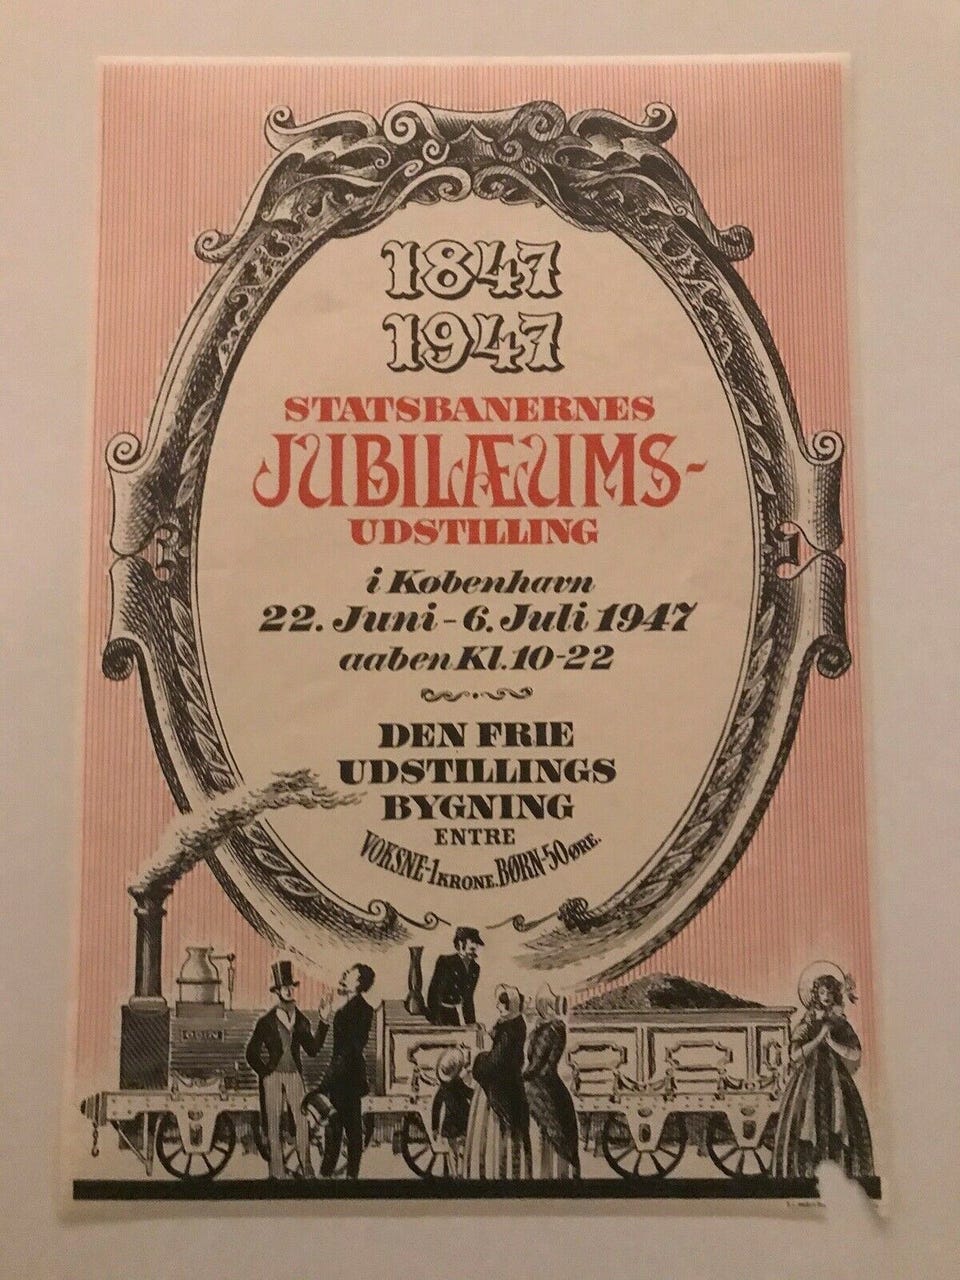 1847
1947
STATSBANERNES
JUBILÆUMS-
UDSTILLING
i København
22. Juni - 6. Juli 1947
aaben Kl. 10-22
DEN FRIE
UDSTILLINGS
BYGNING
ENTRE
VOKSNE-1 KRONE. BØRN-50 ØRE.
ODIN